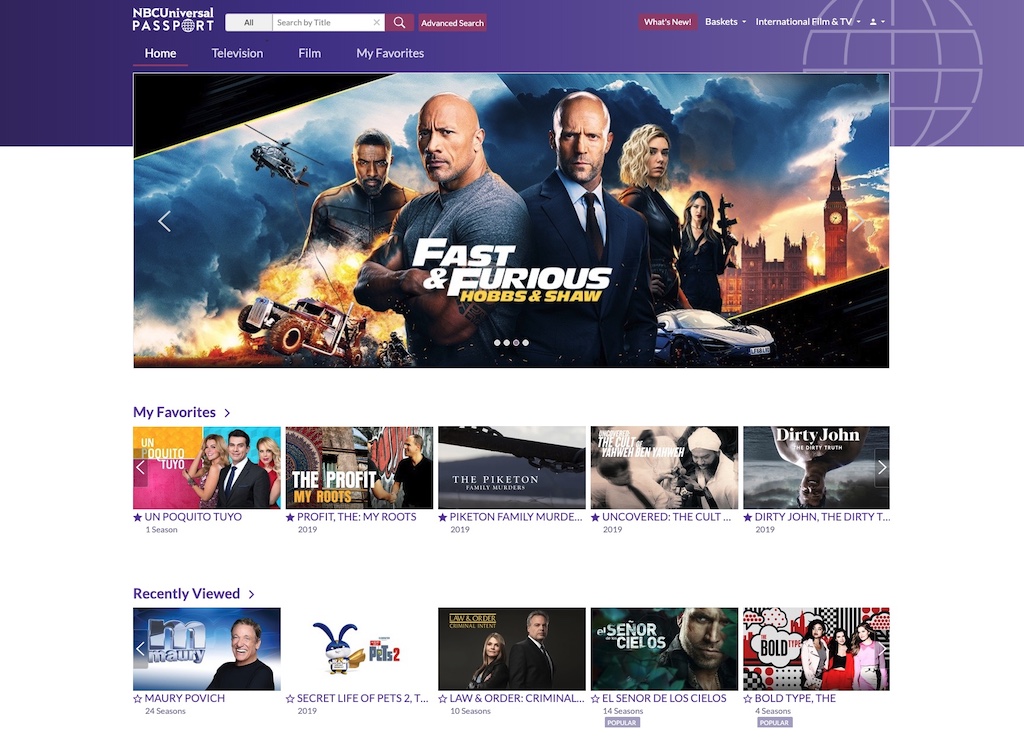 NBCUniversal
PASSPORT
All
Search by Title
Advanced Search
What's New!
Baskets
International Film & TV
Home
Television
Film
My Favorites
FAST
& FURIOUS
HOBBS & SHAW
My Favorites
UN
POQUITO
TUYO
THE PROFIT
MY ROOTS
THE PIKETON
FAMILY MURDERS
UNCOVERED:
THE CULT OF
YAHWEH BEN YAHWEH
Dirty John
THE DIRTY TRUTH
UN POQUITO TUYO
PROFIT, THE: MY ROOTS
PIKETON FAMILY MURDE...
UNCOVERED: THE CULT ...
DIRTY JOHN, THE DIRTY T...
1 Season
2019
2019
2019
2019
Recently Viewed
m
maury
PETS 2
LAW & ORDER
CRIMINAL INTENT
el SEÑOR
de los
CIELOS
THE
BOLD TYPE
MAURY POVICH
SECRET LIFE OF PETS 2, T...
LAW & ORDER: CRIMINAL...
EL SENOR DE LOS CIELOS
BOLD TYPE, THE
24 Seasons
2019
10 Seasons
14 Seasons
4 Seasons
POPULAR
POPULAR